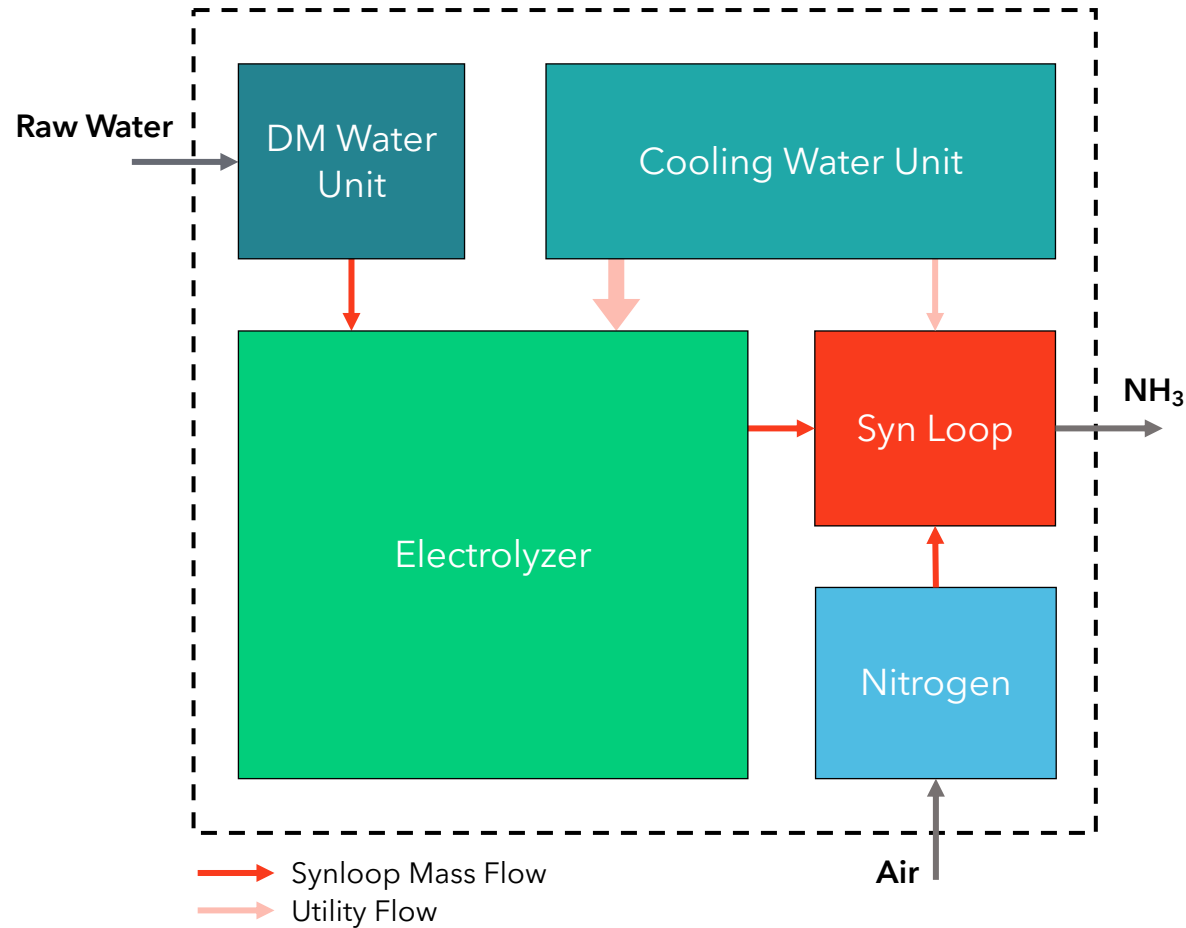 Raw Water
DM Water
Unit
Cooling Water Unit
Electrolyzer
Syn Loop
NH₃
Nitrogen
Air
Synloop Mass Flow
Utility Flow